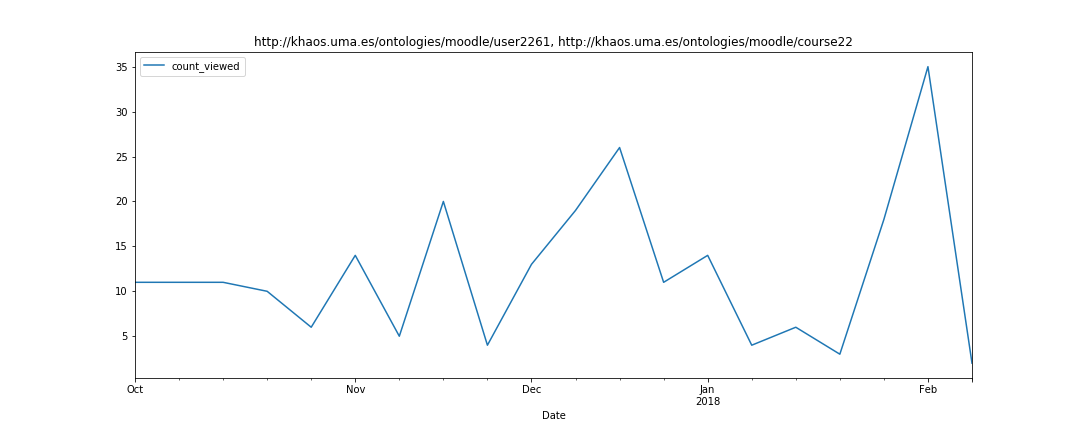 http://khaos.uma.es/ontologies/moodle/user2261, http://khaos.uma.es/ontologies/moodle/course22
count_viewed
35
30
25
20
15
10
5
Oct Nov Dec Jan Feb
2018
Date